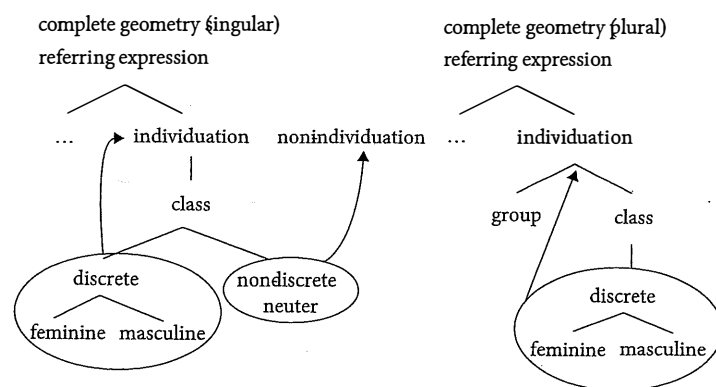 complete geometry (singular)
referring expression
... individuation nonindividuation
class
discrete
feminine masculine
nondiscrete
neuter
complete geometry (plural)
referring expression
... individuation
group
class
discrete
feminine masculine